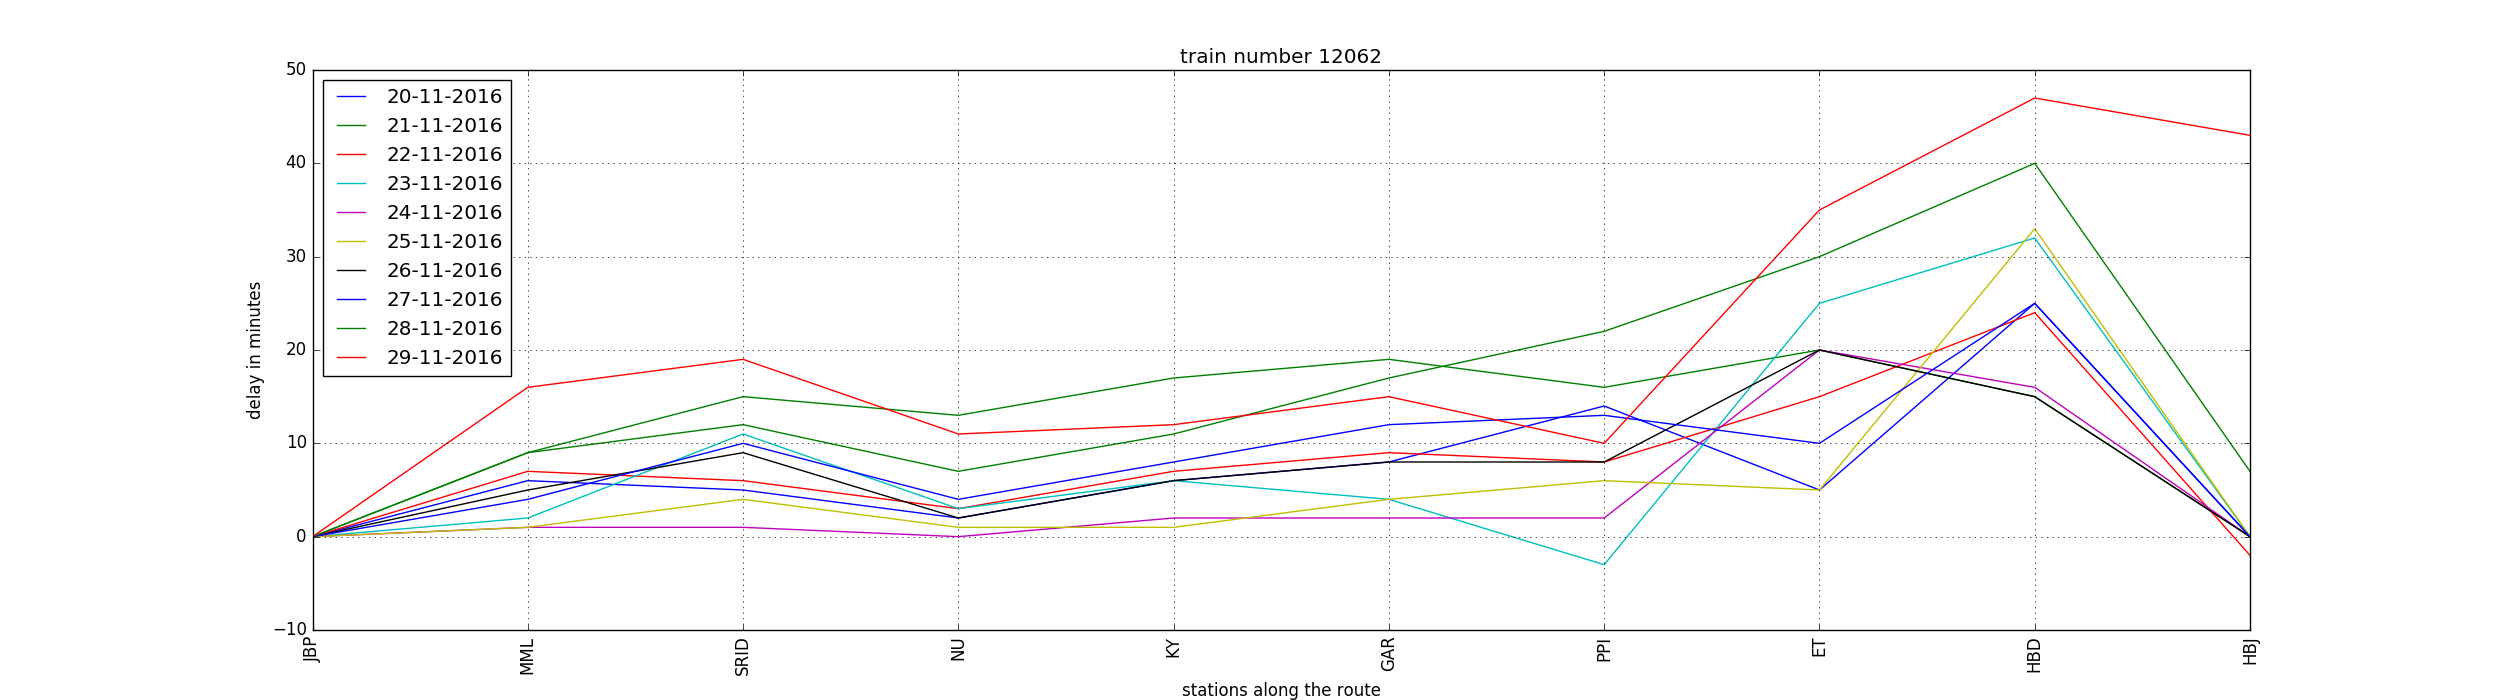 train number 12062
50
40
30
20
10
0
−10
delay in minutes
20-11-2016
21-11-2016
22-11-2016
23-11-2016
24-11-2016
25-11-2016
26-11-2016
27-11-2016
28-11-2016
29-11-2016
JBP
MML
SRID
NU
KY
GAR
PPI
ET
HBD
HBJ
stations along the route